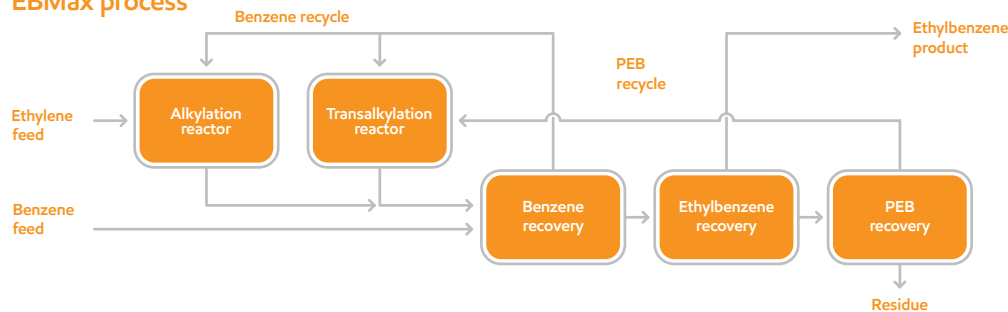 EBMax process
Benzene recycle
Ethylbenzene
product
PEB
recycle
Ethylene
feed
Alkylation
reactor
Transalkylation
reactor
Benzene
feed
Benzene
recovery
Ethylbenzene
recovery
PEB
recovery
Residue